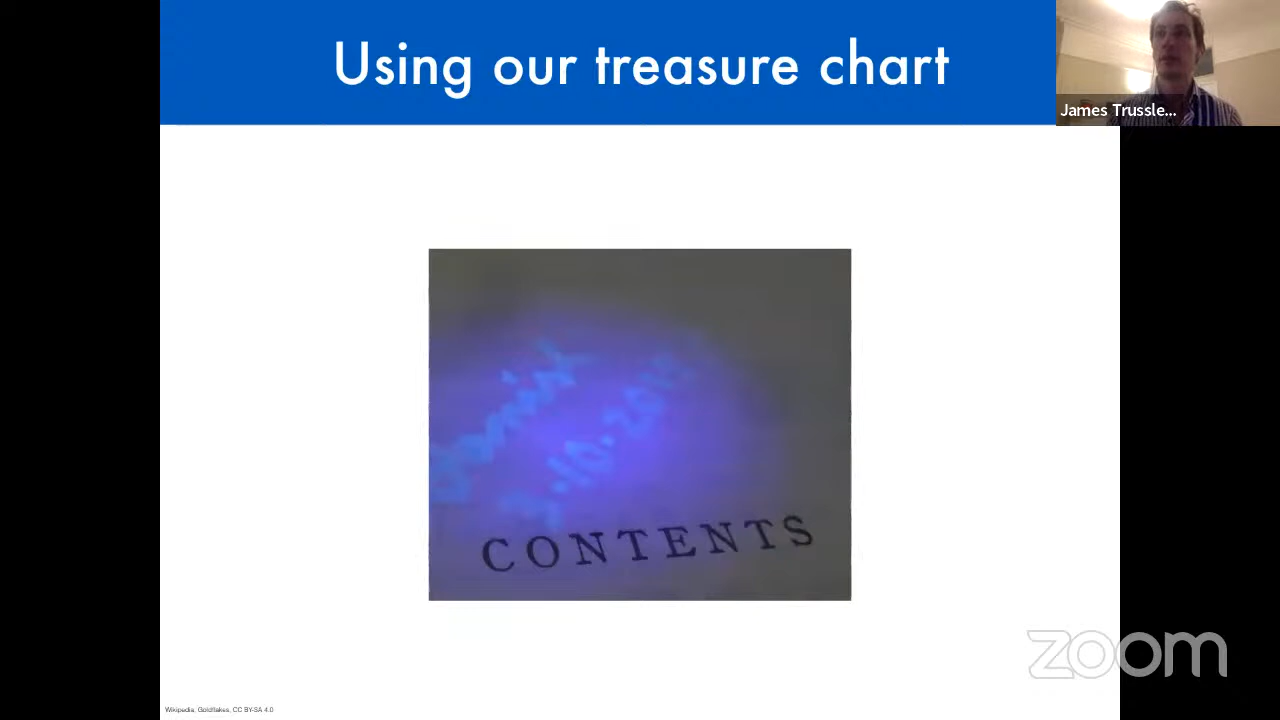 Using our treasure chart
James Trussle...
CONTENTS
zoom
Wikipedia, Goldflakes, CC BY-SA 4.0